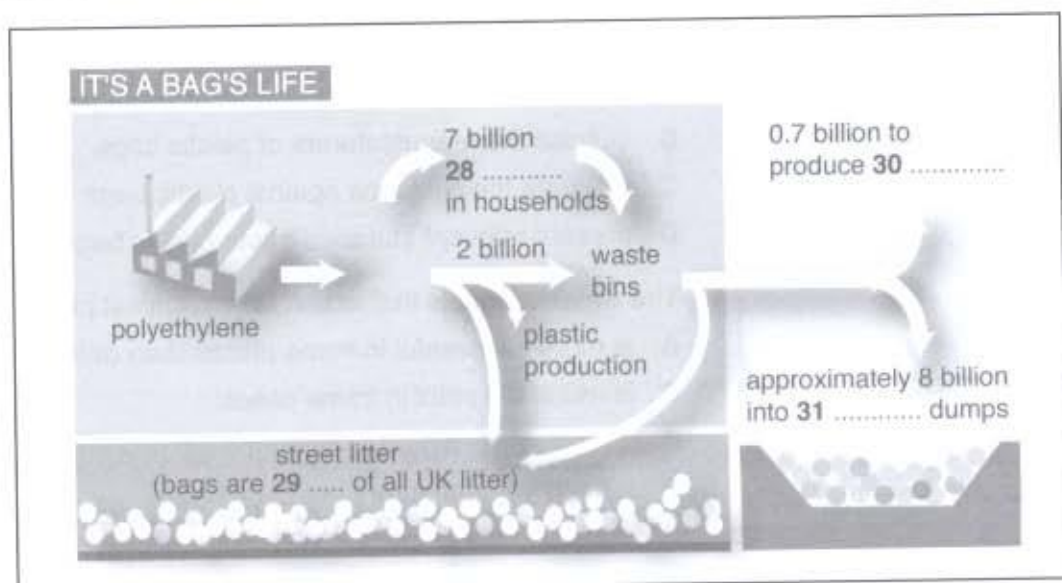 IT'S A BAG'S LIFE
7 billion
28 ............
in households
0.7 billion to
produce 30 ..............
2 billion
waste
bins
polyethylene
plastic
production
approximately 8 billion
into 31 ............ dumps
street litter
(bags are 29 ..... of all UK litter)